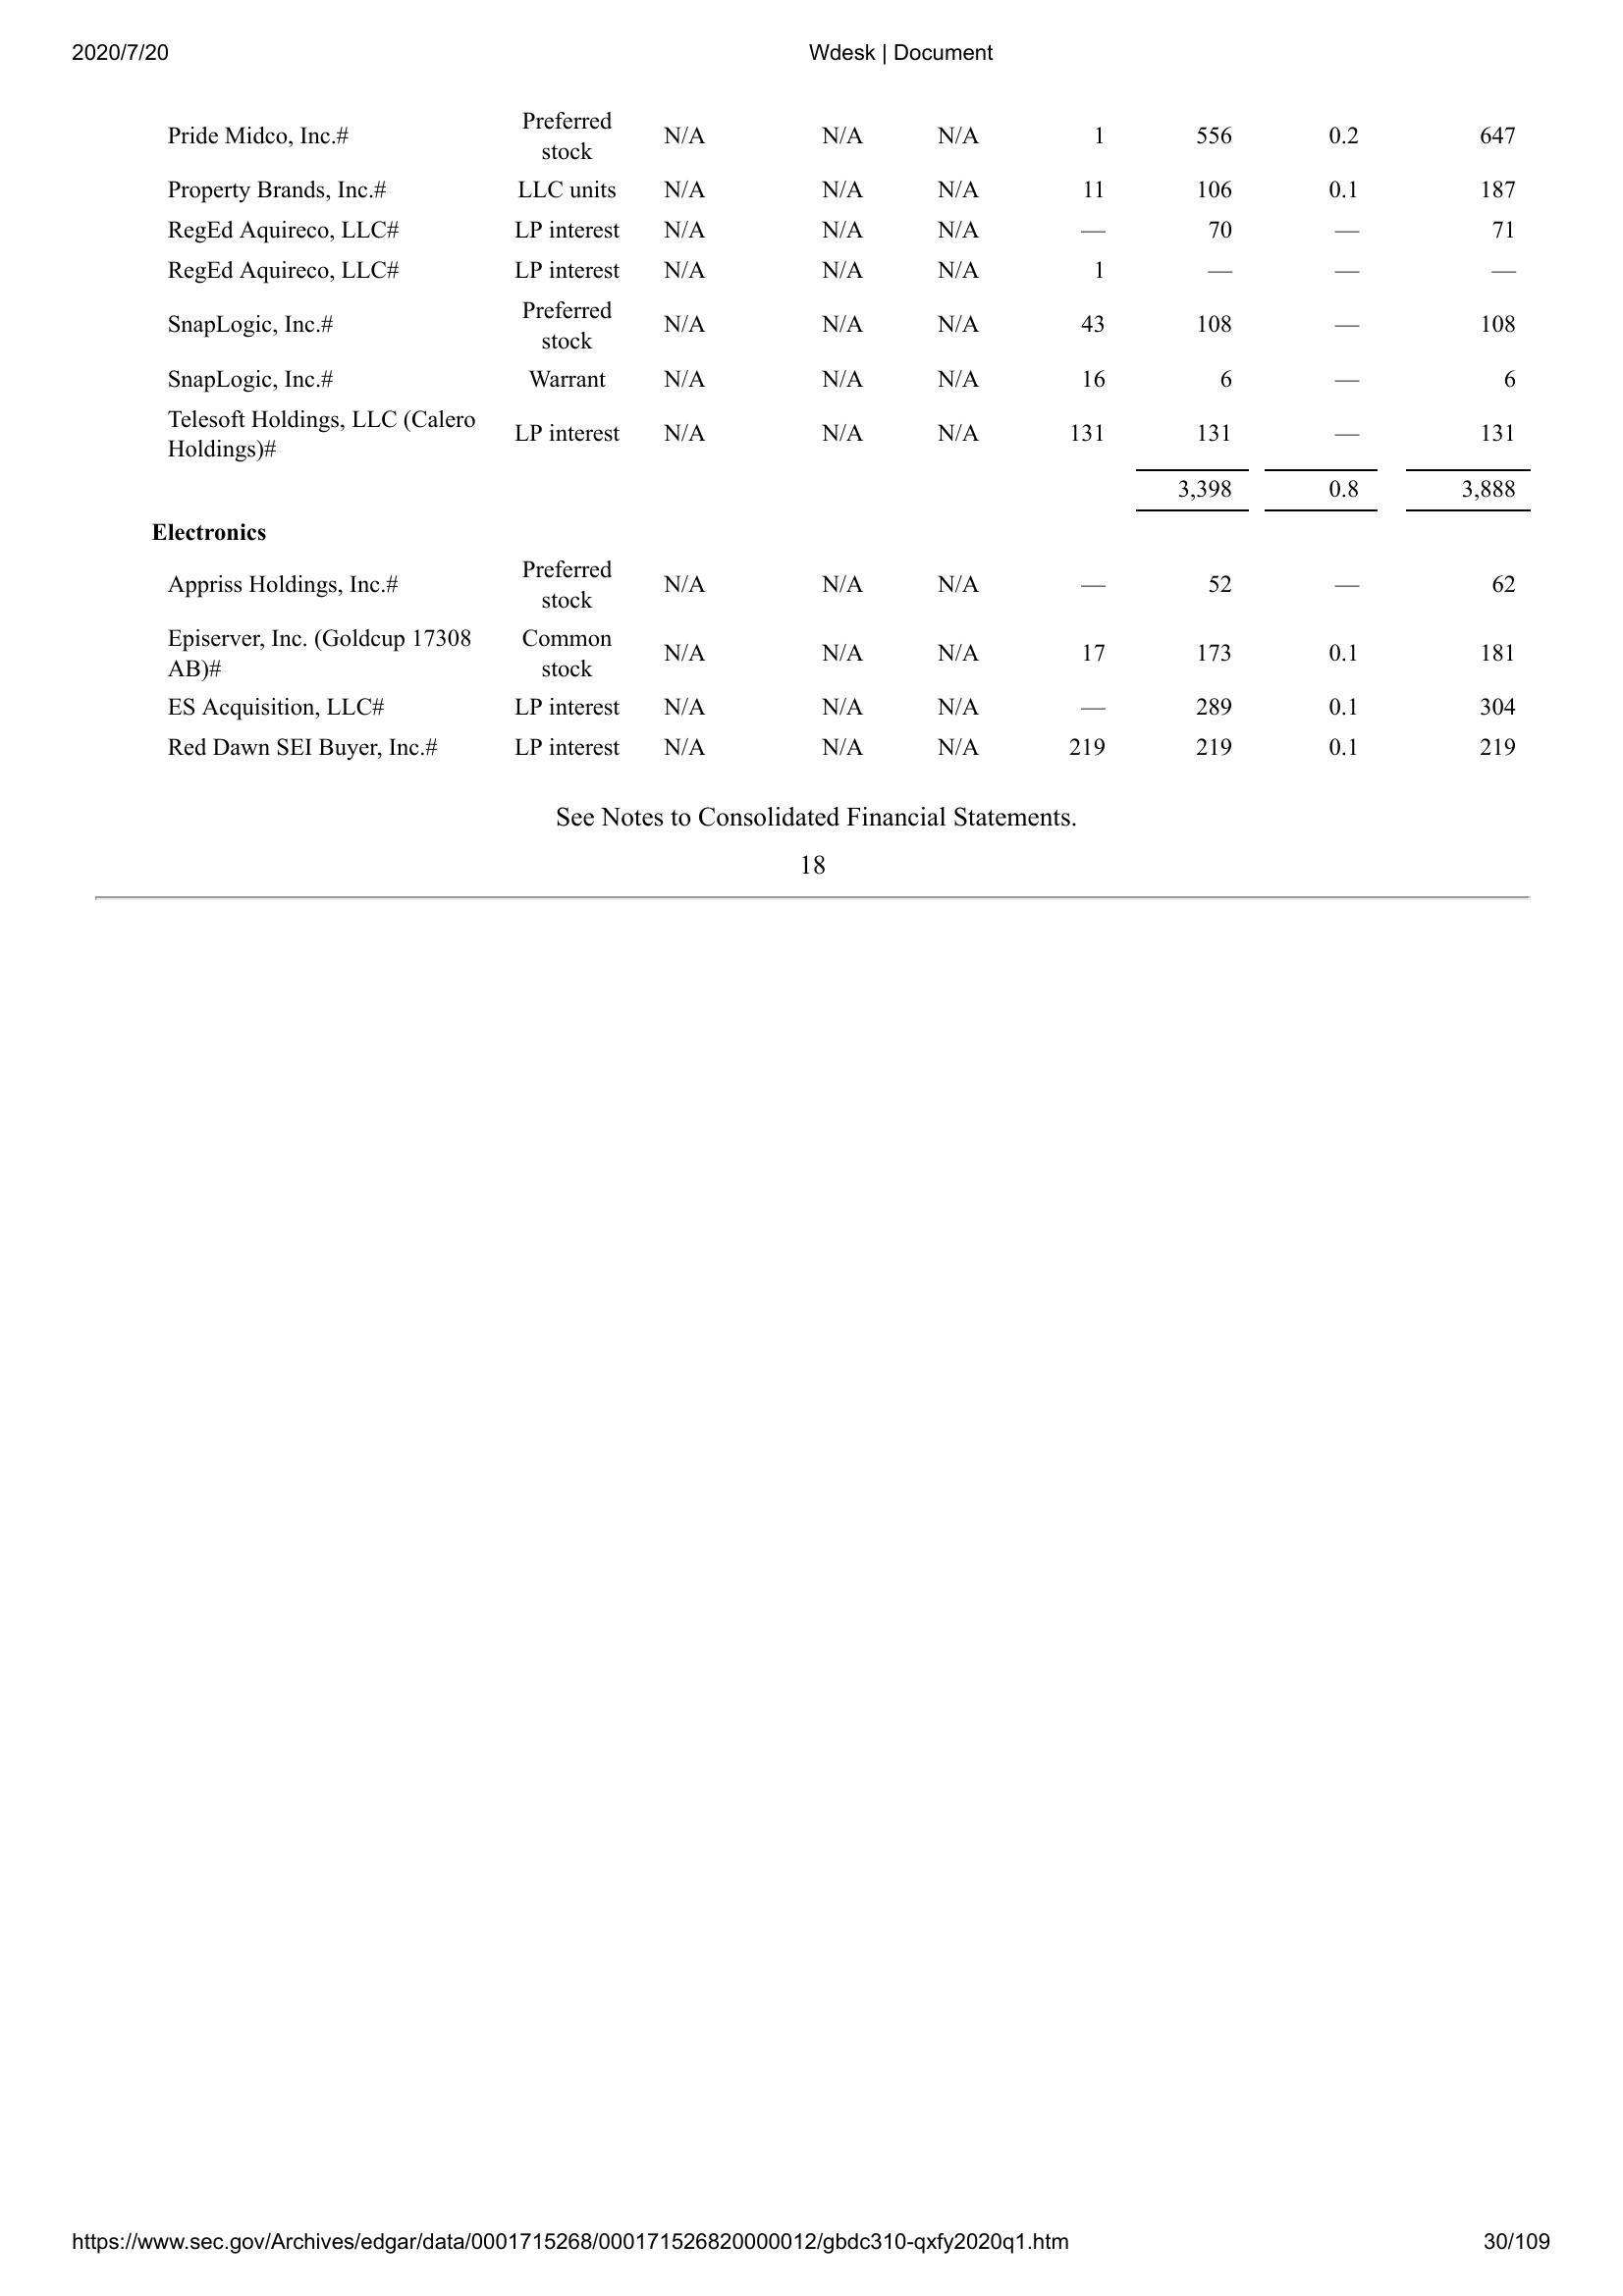 2020/7/20 Wdesk | Document
Pride Midco, Inc.# Preferred stock N/A N/A N/A 1 556 0.2 647
Property Brands, Inc.# LLC units N/A N/A N/A 11 106 0.1 187
RegEd Aquireco, LLC# LP interest N/A N/A N/A — 70 — 71
RegEd Aquireco, LLC# LP interest N/A N/A N/A 1 — — —
SnapLogic, Inc.# Preferred stock N/A N/A N/A 43 108 — 108
SnapLogic, Inc.# Warrant N/A N/A N/A 16 6 — 6
Telesoft Holdings, LLC (Calero Holdings)# LP interest N/A N/A N/A 131 131 — 131
3,398 0.8 3,888
Electronics
Appriss Holdings, Inc.# Preferred stock N/A N/A N/A — 52 — 62
Episerver, Inc. (Goldcup 17308 AB)# Common stock N/A N/A N/A 17 173 0.1 181
ES Acquisition, LLC# LP interest N/A N/A N/A — 289 0.1 304
Red Dawn SEI Buyer, Inc.# LP interest N/A N/A N/A 219 219 0.1 219
See Notes to Consolidated Financial Statements.
18
https://www.sec.gov/Archives/edgar/data/0001715268/000171526820000012/gbdc310-qxfy2020q1.htm 30/109